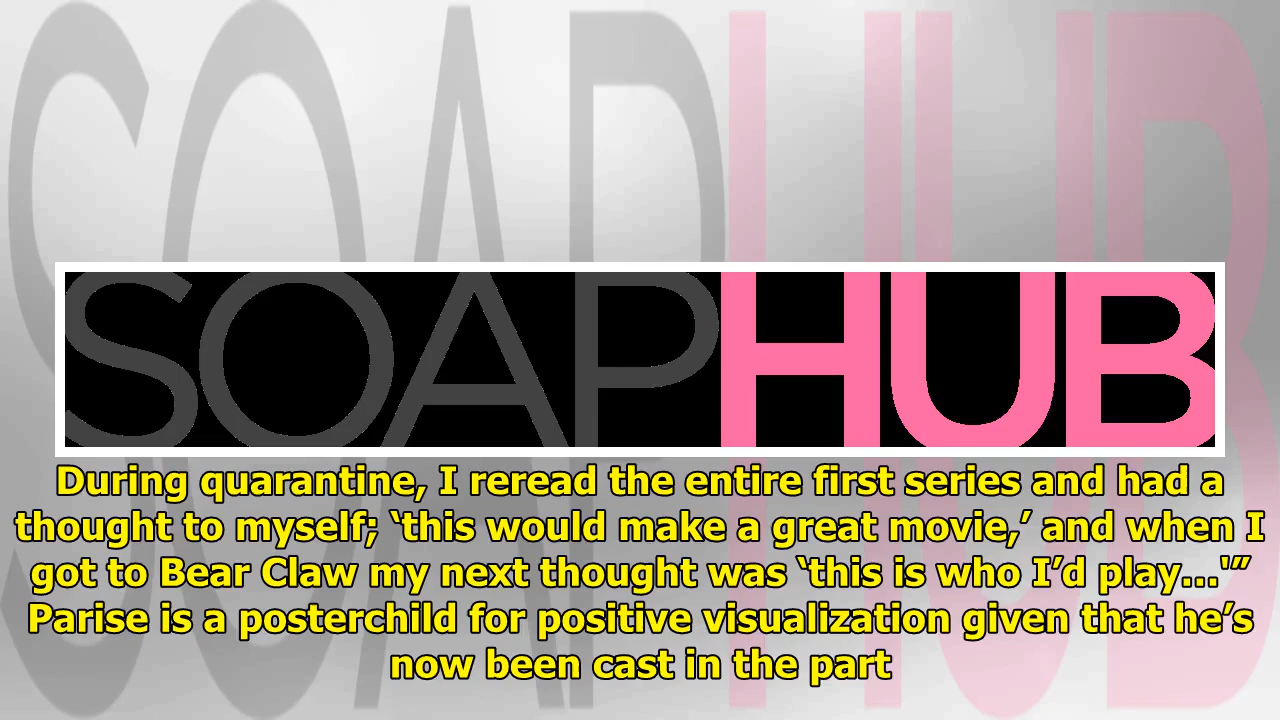 SOAPHUB
SOAPHUB
During quarantine, I reread the entire first series and had a
thought to myself; ‘this would make a great movie,’ and when I
got to Bear Claw my next thought was ‘this is who I’d play...'”
Parise is a posterchild for positive visualization given that he’s
now been cast in the part